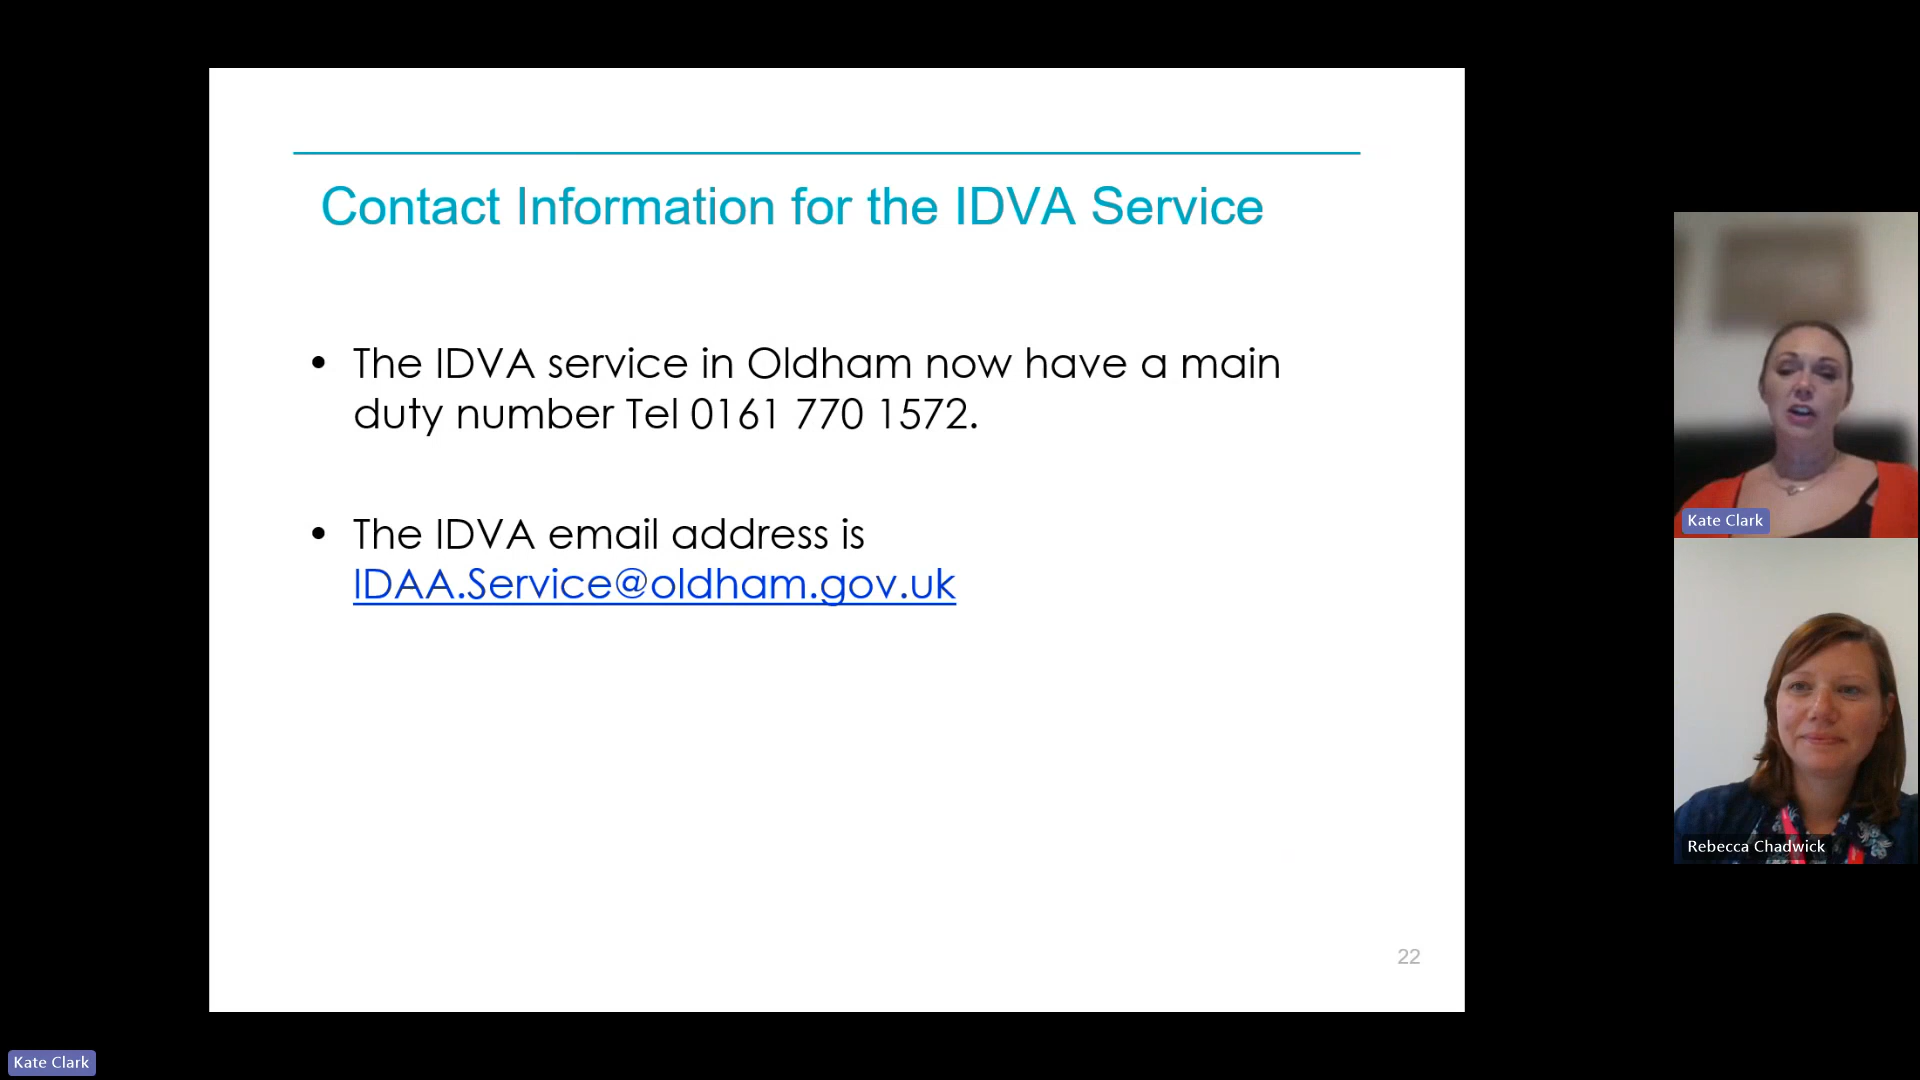 Contact Information for the IDVA Service
• The IDVA service in Oldham now have a main
duty number Tel 0161 770 1572.
• The IDVA email address is
IDAA.Service@oldham.gov.uk
22
Kate Clark
Rebecca Chadwick
Kate Clark